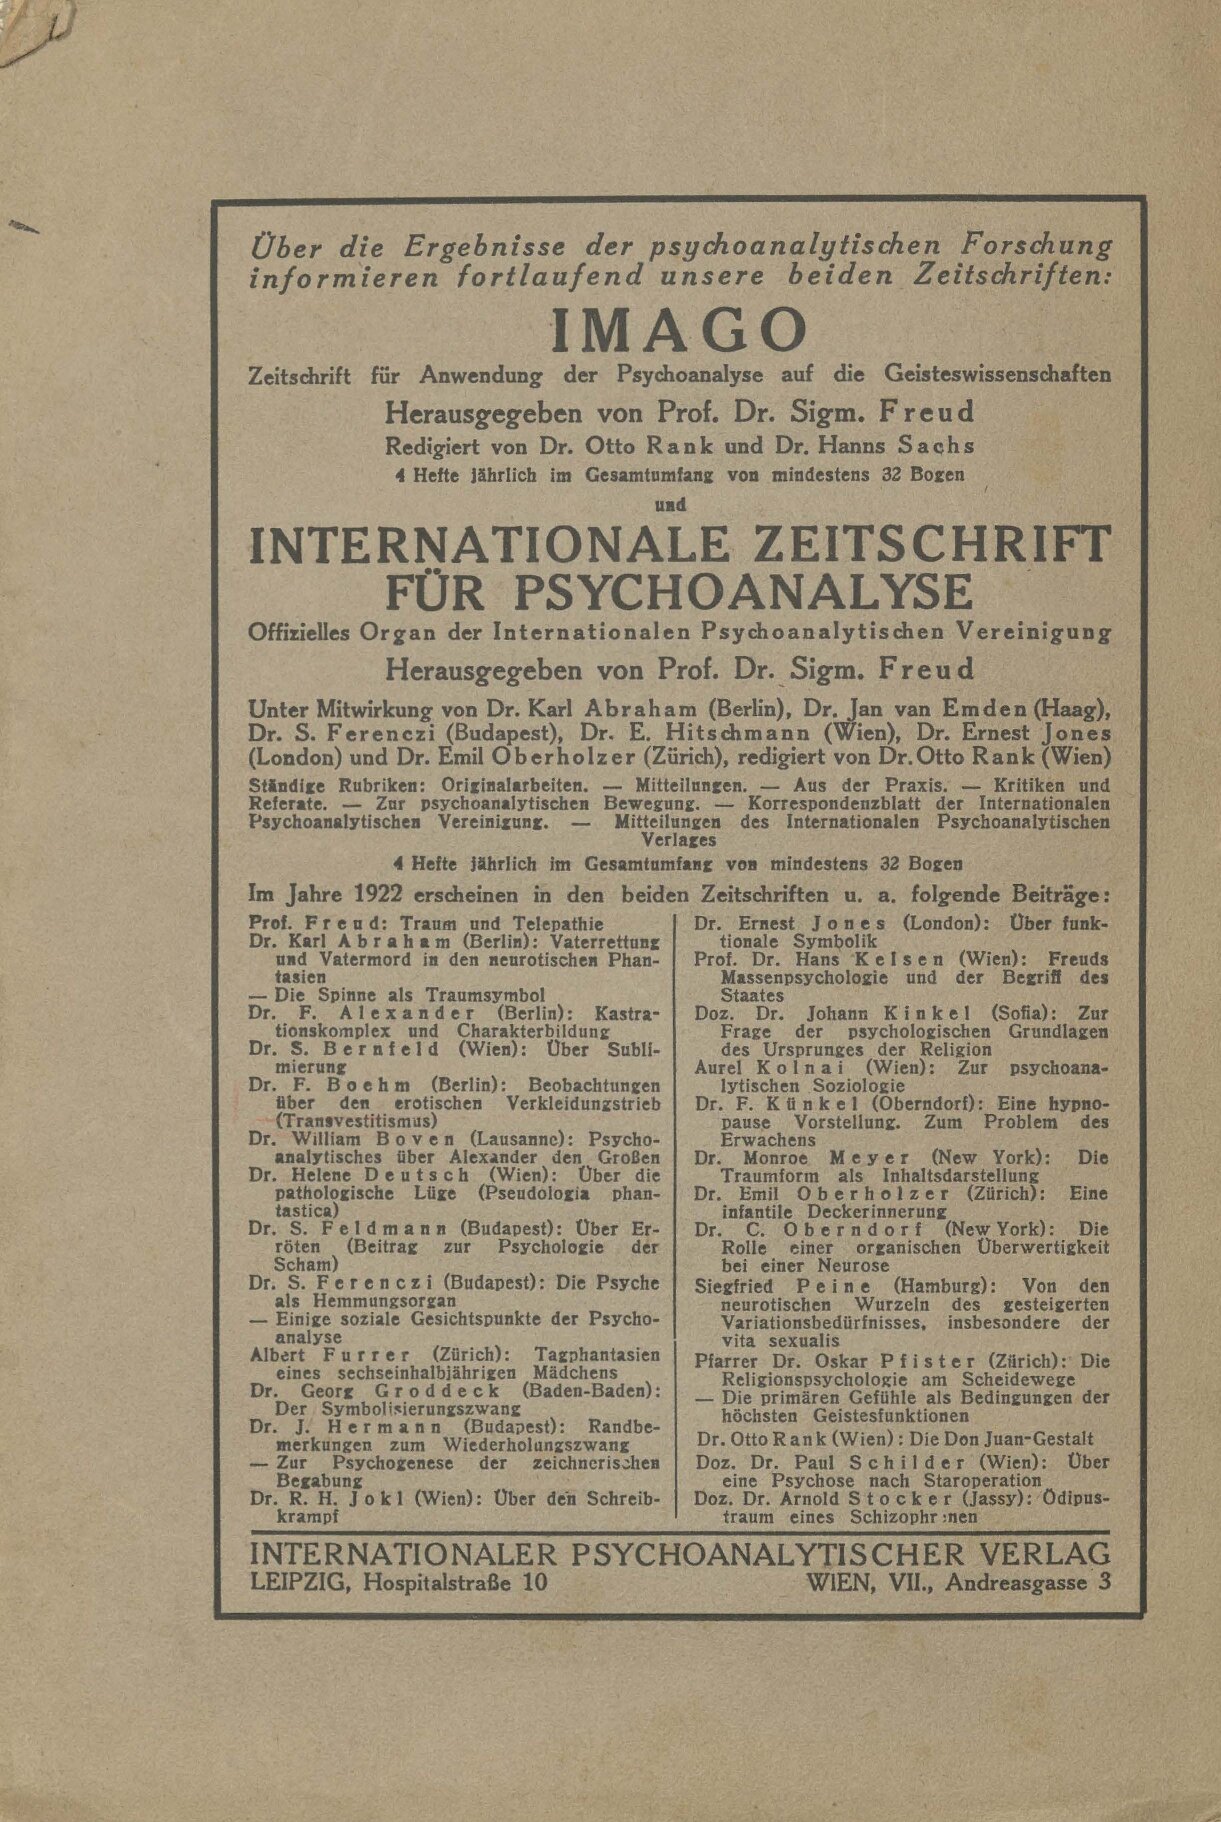 Über die Ergebnisse der psychoanalytischen Forschung
informieren fortlaufend unsere beiden Zeitschriften:
IMAGO
Zeitschrift für Anwendung der Psychoanalyse auf die Geisteswissenschaften
Herausgegeben von Prof. Dr. Sigm. Freud
Redigiert von Dr. Otto Rank und Dr. Hanns Sachs
4 Hefte jährlich im Gesamtumfang von mindestens 32 Bogen
und
INTERNATIONALE ZEITSCHRIFT
FÜR PSYCHOANALYSE
Offizielles Organ der Internationalen Psychoanalytischen Vereinigung
Herausgegeben von Prof. Dr. Sigm. Freud
Unter Mitwirkung von Dr. Karl Abraham (Berlin), Dr. Jan van Emden (Haag),
Dr. S. Ferenczi (Budapest), Dr. E. Hitschmann (Wien), Dr. Ernest Jones
(London) und Dr. Emil Oberholzer (Zürich), redigiert von Dr. Otto Rank (Wien)
Ständige Rubriken: Originalarbeiten. — Mitteilungen. — Aus der Praxis. — Kritiken und
Referate. — Zur psychoanalytischen Bewegung. — Korrespondenzblatt der Internationalen
Psychoanalytischen Vereinigung. — Mitteilungen des Internationalen Psychoanalytischen
Verlages
4 Hefte jährlich im Gesamtumfang von mindestens 32 Bogen
Im Jahre 1922 erscheinen in den beiden Zeitschriften u. a. folgende Beiträge:
Prof. Freud: Traum und Telepathie
Dr. Karl Abraham (Berlin): Vaterrettung
und Vatermord in den neurotischen Phan-
tasien
— Die Spinne als Traumsymbol
Dr. F. Alexander (Berlin): Kastra-
tionskomplex und Charakterbildung
Dr. S. Bernfeld (Wien): Über Subli-
mierung
Dr. F. Boehm (Berlin): Beobachtungen
über den erotischen Verkleidungstrieb
(Transvestitismus)
Dr. William Boven (Lausanne): Psycho-
analytisches über Alexander den Großen
Dr. Helene Deutsch (Wien): Über die
pathologische Lüge (Pseudologia phan-
tastica)
Dr. S. Feldmann (Budapest): Über Er-
röten (Beitrag zur Psychologie der
Scham)
Dr. S. Ferenczi (Budapest): Die Psyche
als Hemmungsorgan
— Einige soziale Gesichtspunkte der Psycho-
analyse
Albert Furrer (Zürich): Tagphantasien
eines sechseinhalbjährigen Mädchens
Dr. Georg Groddeck (Baden-Baden):
Der Symbolisierungszwang
Dr. J. Hermann (Budapest): Randbe-
merkungen zum Wiederholungszwang
— Zur Psychogenese der zeichnerischen
Begabung
Dr. R. H. Jokl (Wien): Über den Schreib-
krampf
Dr. Ernest Jones (London): Über funk-
tionale Symbolik
Prof. Dr. Hans Kelsen (Wien): Freuds
Massenpsychologie und der Begriff des
Staates
Doz. Dr. Johann Kinkel (Sofia): Zur
Frage der psychologischen Grundlagen
des Ursprunges der Religion
Aurel Kolnai (Wien): Zur psychoana-
lytischen Soziologie
Dr. F. Künkel (Oberndorf): Eine hypno-
pause Vorstellung. Zum Problem des
Erwachens
Dr. Monroe Meyer (New York): Die
Traumform als Inhaltsdarstellung
Dr. Emil Oberholzer (Zürich): Eine
infantile Deckerinnerung
Dr. C. Oberndorf (New York): Die
Rolle einer organischen Überwertigkeit
bei einer Neurose
Siegfried Peine (Hamburg): Von den
neurotischen Wurzeln des gesteigerten
Variationsbedürfnisses, insbesondere der
vita sexualis
Pfarrer Dr. Oskar Pfister (Zürich): Die
Religionspsychologie am Scheidewege
— Die primären Gefühle als Bedingungen der
höchsten Geistesfunktionen
Dr. Otto Rank (Wien): Die Don Juan-Gestalt
Doz. Dr. Paul Schilder (Wien): Über
eine Psychose nach Staroperation
Doz. Dr. Arnold Stocker (Jassy): Ödipus-
traum eines Schizophrenen
INTERNATIONALER PSYCHOANALYTISCHER VERLAG
LEIPZIG, Hospitalstraße 10 WIEN, VII., Andreasgasse 3